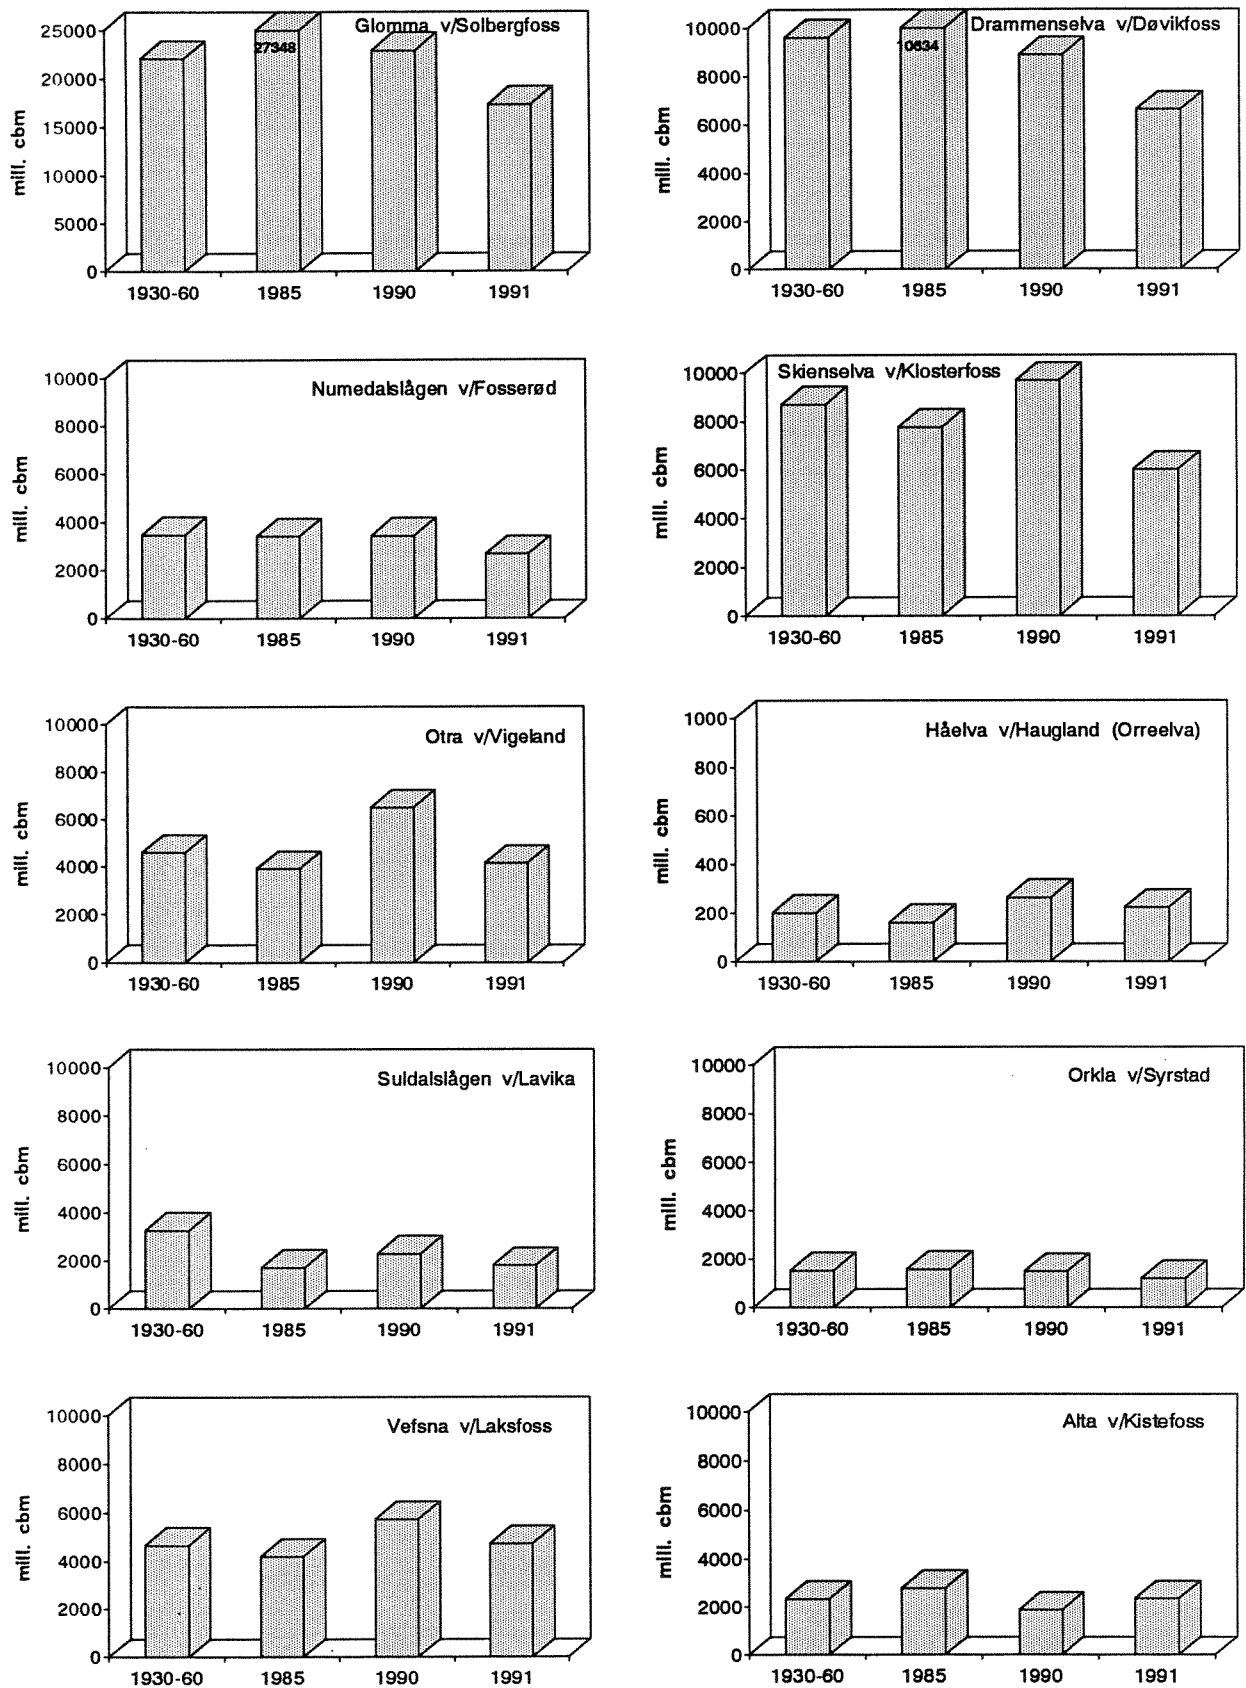 Glomma v/Solbergfoss
mill. cbm
25000
20000
15000
10000
5000
0
27348
1930-60 1985 1990 1991
Drammenselva v/Døvikfoss
mill. cbm
10000
8000
6000
4000
2000
0
10634
1930-60 1985 1990 1991
Numedalslågen v/Fosserød
mill. cbm
10000
8000
6000
4000
2000
0
1930-60 1985 1990 1991
Skienselva v/Klosterfoss
mill. cbm
10000
8000
6000
4000
2000
0
1930-60 1985 1990 1991
Otra v/Vigeland
mill. cbm
10000
8000
6000
4000
2000
0
1930-60 1985 1990 1991
Håelva v/Haugland (Orreelva)
mill. cbm
1000
800
600
400
200
0
1930-60 1985 1990 1991
Suldalslågen v/Lavika
mill. cbm
10000
8000
6000
4000
2000
0
1930-60 1985 1990 1991
Orkla v/Syrstad
mill. cbm
10000
8000
6000
4000
2000
0
1930-60 1985 1990 1991
Vefsna v/Laksfoss
mill. cbm
10000
8000
6000
4000
2000
0
1930-60 1985 1990 1991
Alta v/Kistefoss
mill. cbm
10000
8000
6000
4000
2000
0
1930-60 1985 1990 1991